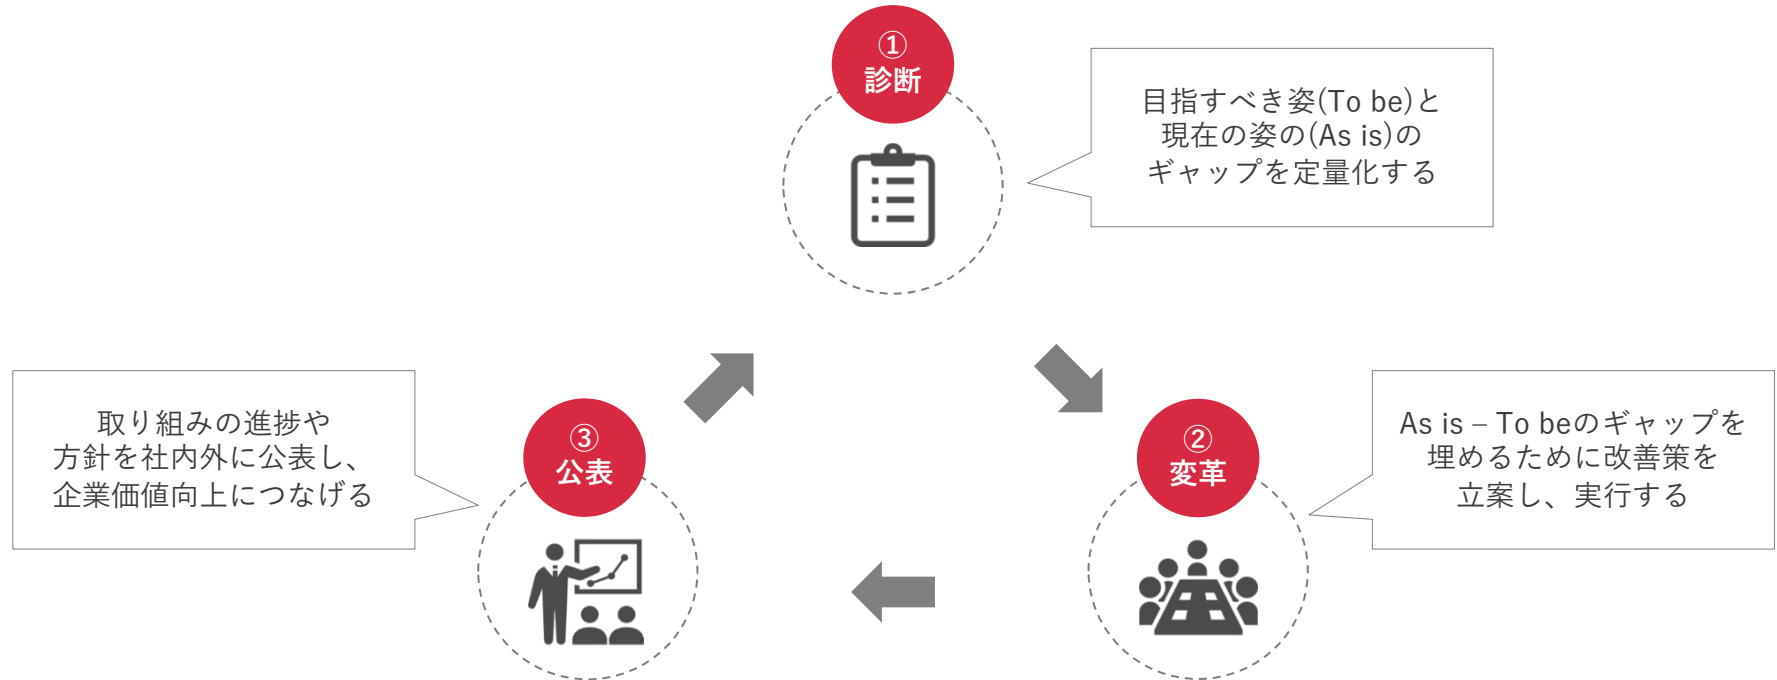 ①
診断
目指すべき姿(To be)と
現在の姿の(As is)の
ギャップを定量化する
②
変革
As is – To beのギャップを
埋めるために改善策を
立案し、実行する
③
公表
取り組みの進捗や
方針を社内外に公表し、
企業価値向上につなげる